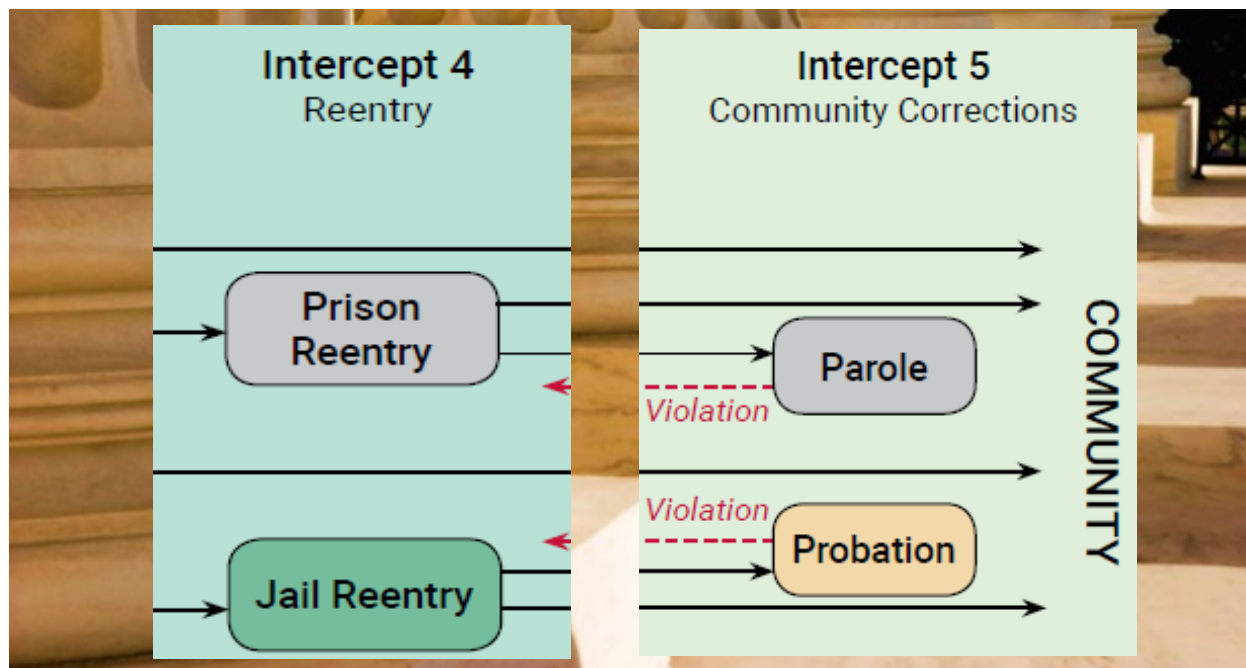 Intercept 4
Reentry
Prison
Reentry
Jail Reentry
Intercept 5
Community Corrections
Parole
Violation
Violation
Probation
COMMUNITY